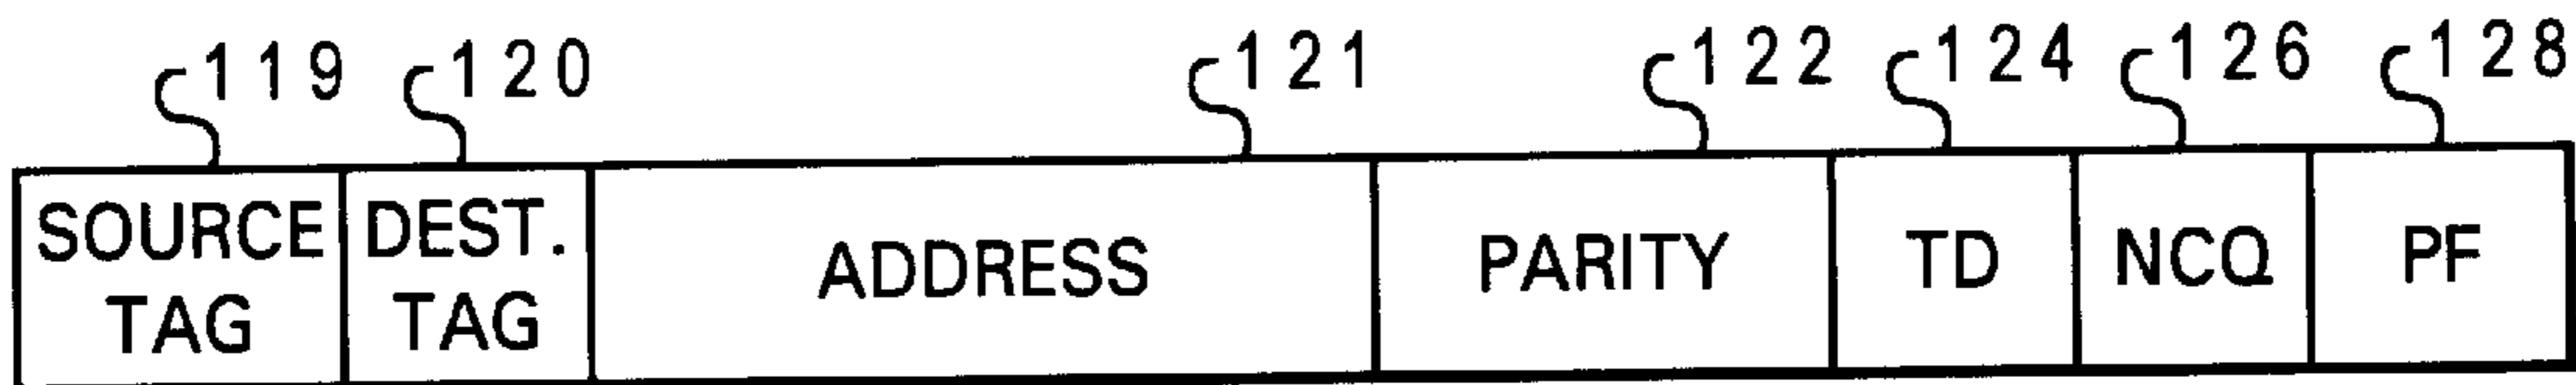 119 120 121 122 124 126 128
SOURCE TAG DEST. TAG ADDRESS PARITY TD NCQ PF